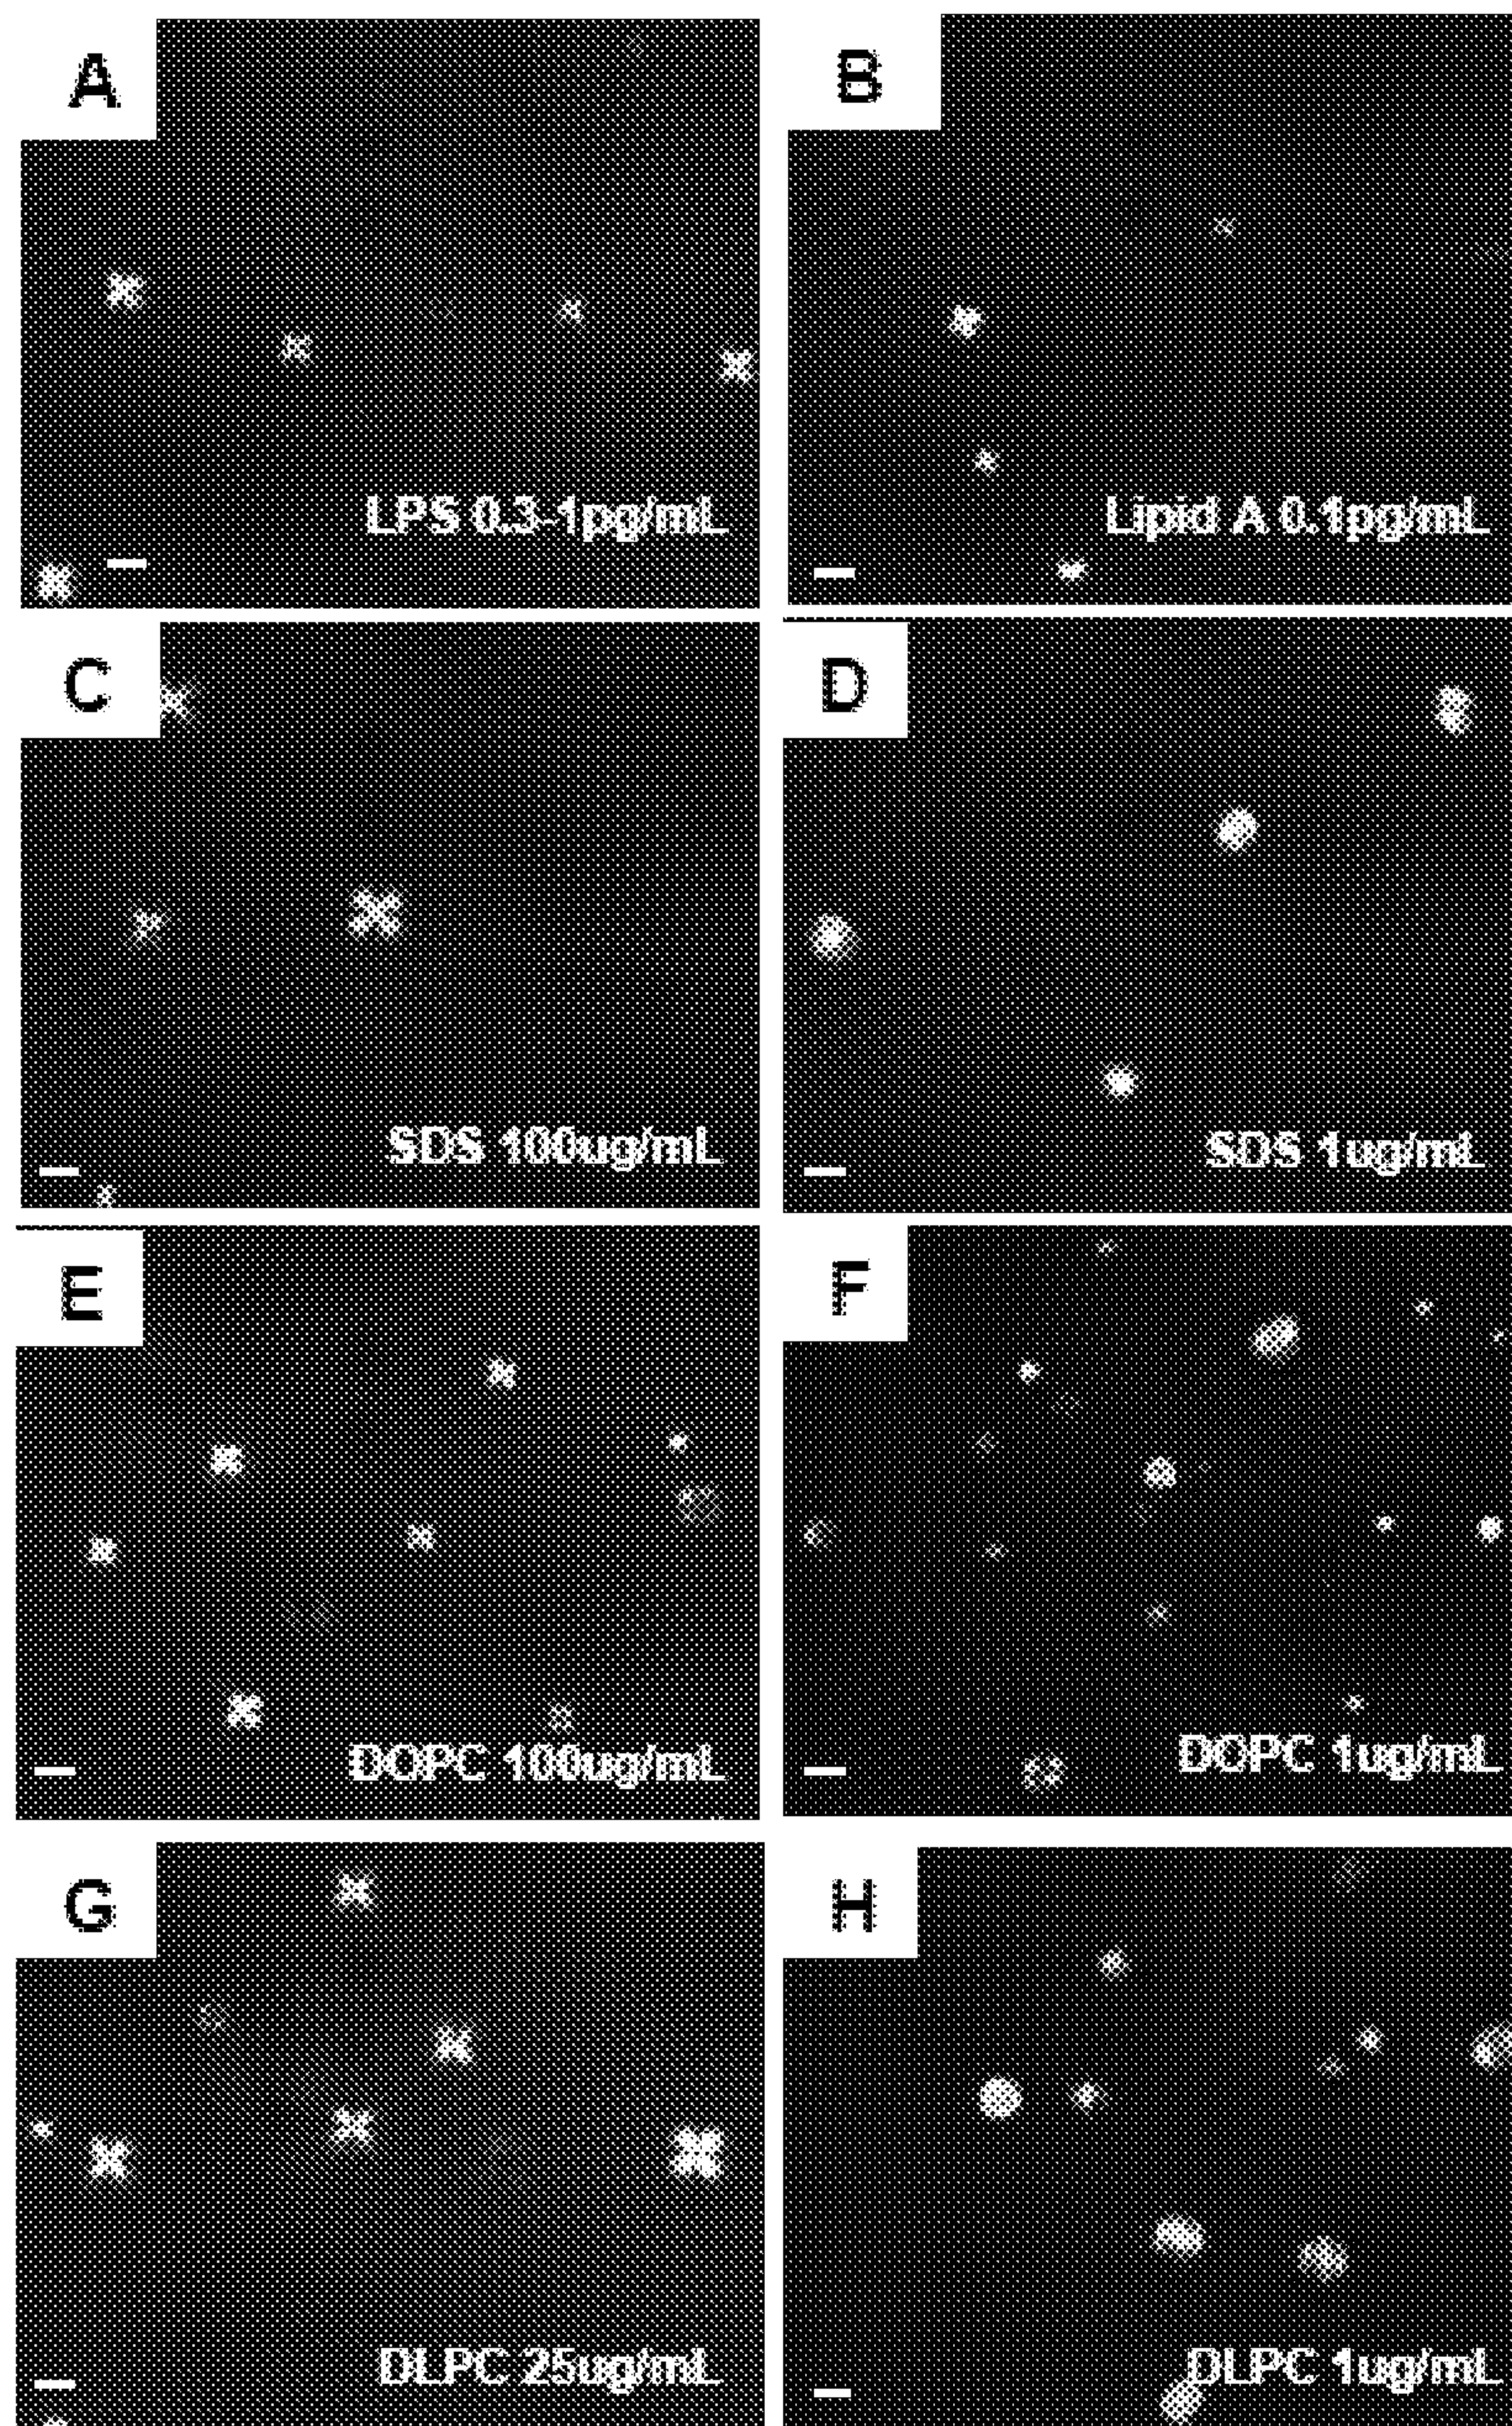 A
B
LPS 0.3-1pg/mL
Lipid A 0.1pg/mL
C
D
SDS 100ug/mL
SDS 1ug/mL
E
F
DOPC 100ug/mL
DOPC 1ug/mL
G
H
DLPC 25ug/mL
DLPC 1ug/mL